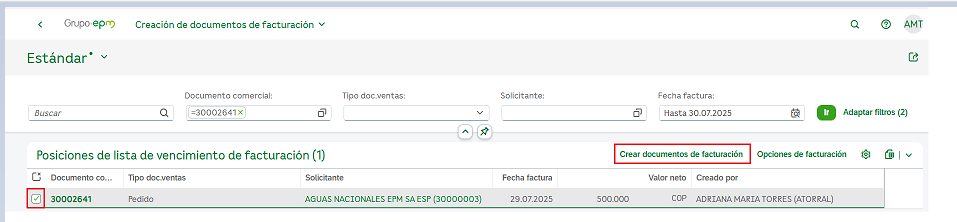 Grupo·epm Creación de documentos de facturación AMT
Estándar*
Documento comercial: Tipo doc.ventas: Solicitante: Fecha factura:
Buscar =30002641 Hasta 30.07.2025 Ir Adaptar filtros (2)
Posiciones de lista de vencimiento de facturación (1) Crear documentos de facturación Opciones de facturación
Documento co... Tipo doc.ventas Solicitante Fecha factura Valor neto Creado por
30002641 Pedido AGUAS NACIONALES EPM SA ESP (30000003) 29.07.2025 500.000 COP ADRIANA MARIA TORRES (ATORRAL)